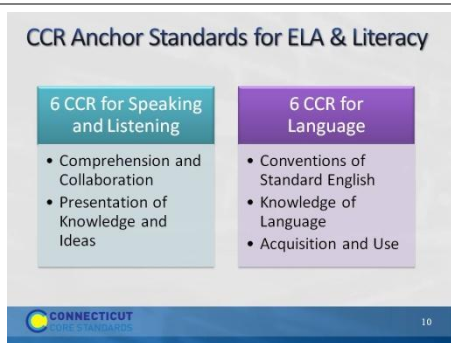 CCR Anchor Standards for ELA & Literacy
6 CCR for Speaking
and Listening
• Comprehension and
Collaboration
• Presentation of
Knowledge and
Ideas
6 CCR for
Language
• Conventions of
Standard English
• Knowledge of
Language
• Acquisition and Use
CONNECTICUT
CORE STANDARDS
10